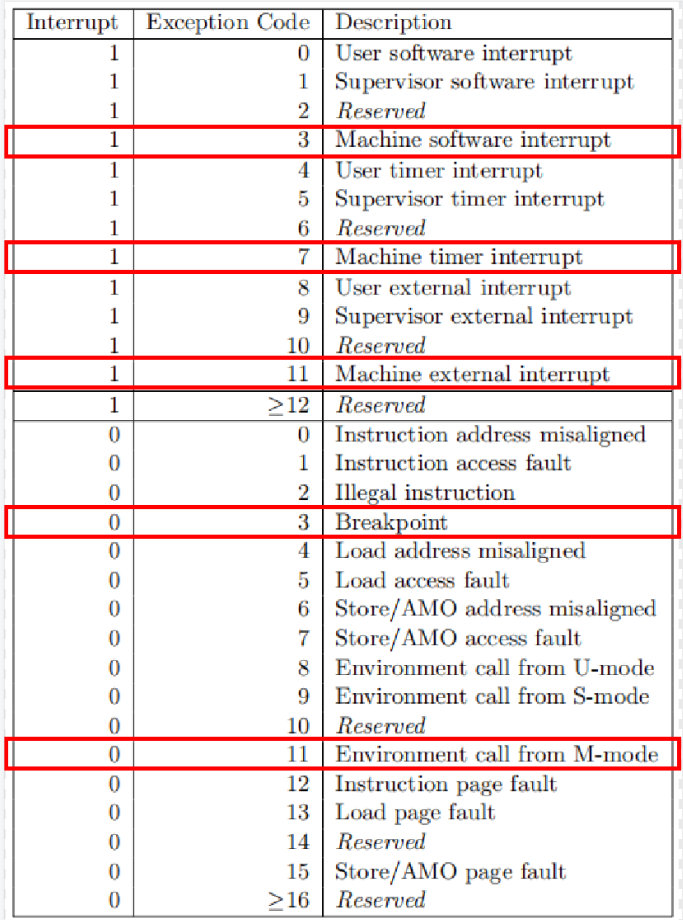 Interrupt Exception Code Description
1 0 User software interrupt
1 1 Supervisor software interrupt
1 2 Reserved
1 3 Machine software interrupt
1 4 User timer interrupt
1 5 Supervisor timer interrupt
1 6 Reserved
1 7 Machine timer interrupt
1 8 User external interrupt
1 9 Supervisor external interrupt
1 10 Reserved
1 11 Machine external interrupt
1 ≥12 Reserved
0 0 Instruction address misaligned
0 1 Instruction access fault
0 2 Illegal instruction
0 3 Breakpoint
0 4 Load address misaligned
0 5 Load access fault
0 6 Store/AMO address misaligned
0 7 Store/AMO access fault
0 8 Environment call from U-mode
0 9 Environment call from S-mode
0 10 Reserved
0 11 Environment call from M-mode
0 12 Instruction page fault
0 13 Load page fault
0 14 Reserved
0 15 Store/AMO page fault
0 ≥16 Reserved